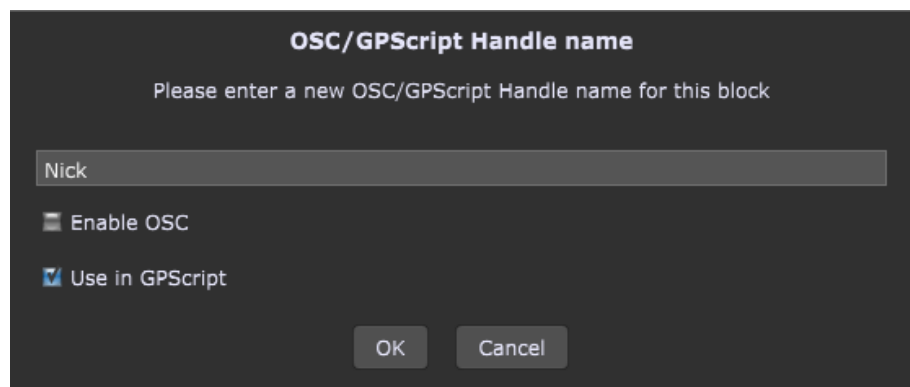 OSC/GPScript Handle name
Please enter a new OSC/GPScript Handle name for this block
Nick
Enable OSC
Use in GPScript
OK
Cancel